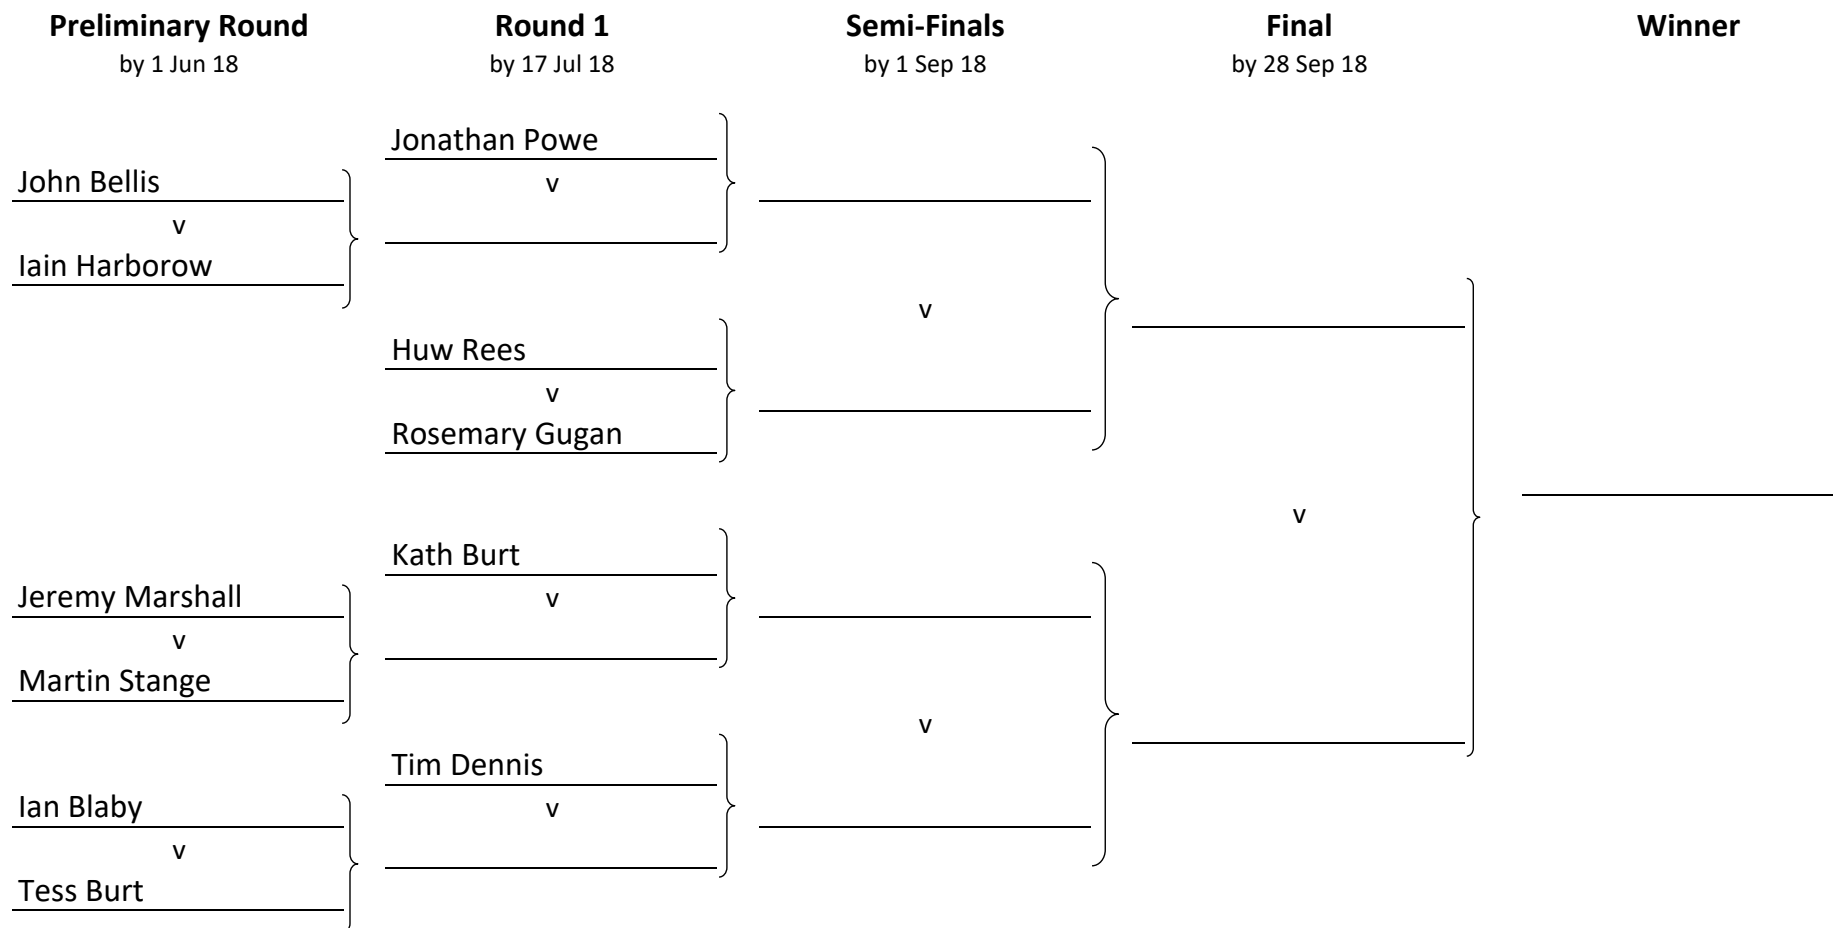 Preliminary Round
by 1 Jun 18
Round 1
by 17 Jul 18
Semi-Finals
by 1 Sep 18
Final
by 28 Sep 18
Winner
John Bellis
v
Iain Harborow
Jeremy Marshall
v
Martin Stange
Ian Blaby
v
Tess Burt
Jonathan Powe
v
Huw Rees
v
Rosemary Gugan
Kath Burt
v
Tim Dennis
v
v
v
v